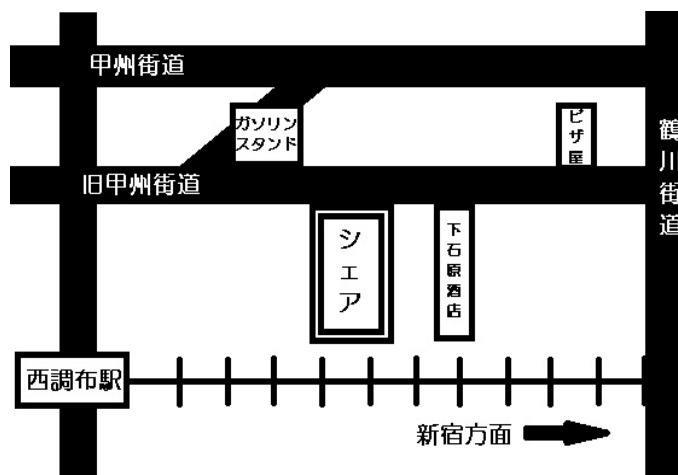 甲州街道
ガソリン
スタンド
ピザ屋
鶴川街道
旧甲州街道
シェア
下石原酒店
西調布駅
新宿方面